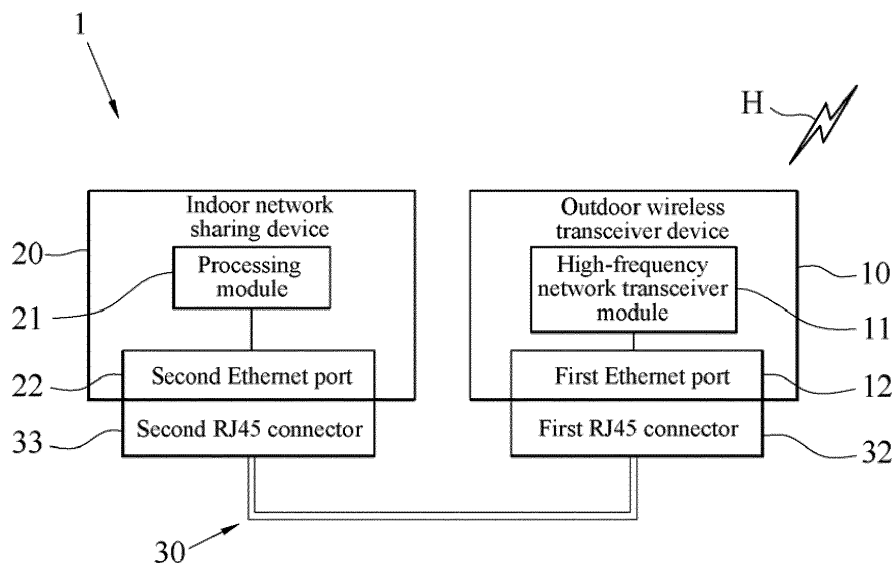 1
H
Indoor network
sharing device
20
Processing
module
21
22
Second Ethernet port
33
Second RJ45 connector
Outdoor wireless
transceiver device
High-frequency
network transceiver
module
10
11
First Ethernet port
12
First RJ45 connector
32
30